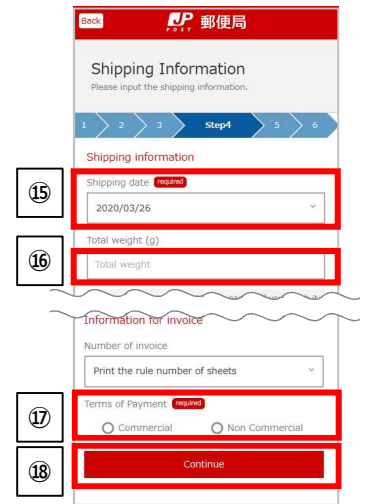 Back
JP 郵便局
POST
Shipping Information
Please input the shipping information.
1 2 3 Step4 5 6
Shipping information
⑮
Shipping date required
2020/03/26
Total weight (g)
⑯
Total weight
Information for invoice
Number of invoice
Print the rule number of sheets
Terms of Payment required
⑰
Commercial Non Commercial
⑱
Continue